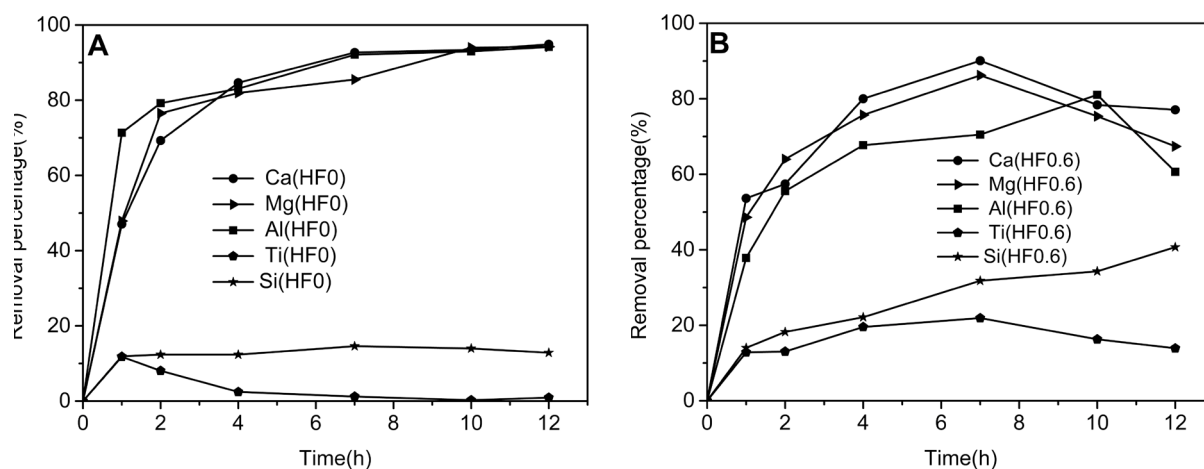 A
100
80
60
40
20
0
Removal percentage(%)
Ca(HF0)
Mg(HF0)
Al(HF0)
Ti(HF0)
Si(HF0)
0 2 4 6 8 10 12
Time(h)
B
100
80
60
40
20
0
Removal percentage(%)
Ca(HF0.6)
Mg(HF0.6)
Al(HF0.6)
Ti(HF0.6)
Si(HF0.6)
0 2 4 6 8 10 12
Time(h)